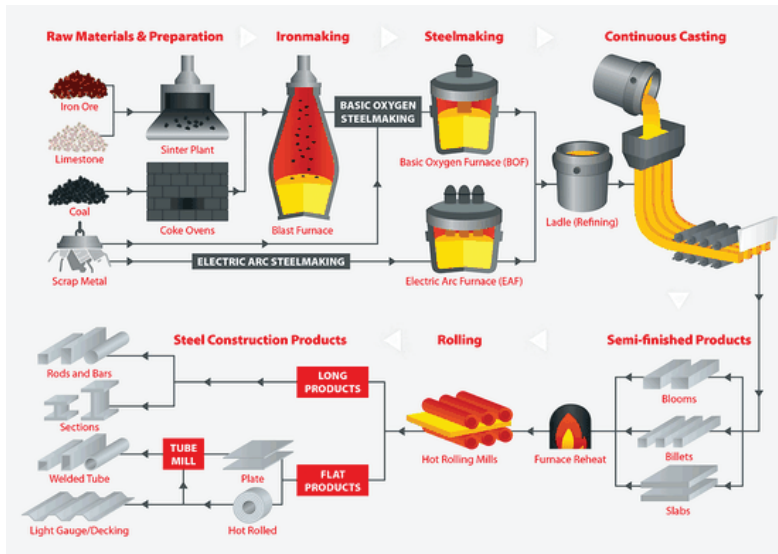 Raw Materials & Preparation
Ironmaking
Steelmaking
Continuous Casting
Iron Ore
Limestone
Sinter Plant
Coal
Coke Ovens
Scrap Metal
Blast Furnace
BASIC OXYGEN
STEELMAKING
ELECTRIC ARC STEELMAKING
Basic Oxygen Furnace (BOF)
Electric Arc Furnace (EAF)
Ladle (Refining)
Steel Construction Products
Rolling
Semi-finished Products
Rods and Bars
Sections
LONG
PRODUCTS
Welded Tube
TUBE
MILL
Plate
FLAT
PRODUCTS
Light Gauge/Decking
Hot Rolled
Hot Rolling Mills
Furnace Reheat
Blooms
Billets
Slabs